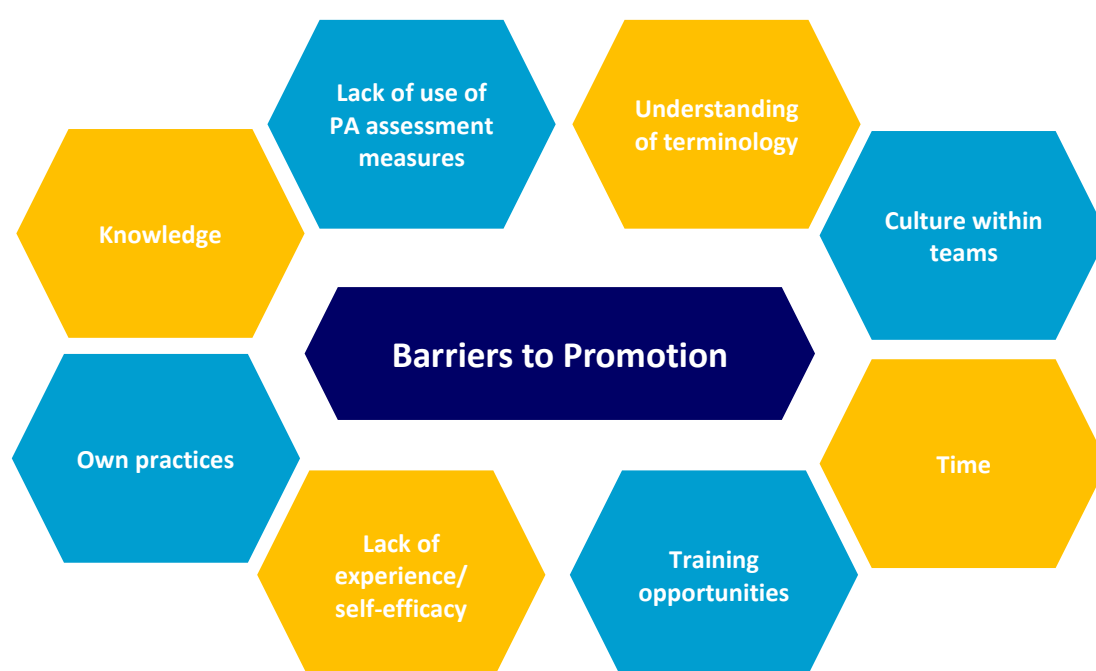 Lack of use of
PA assessment
measures
Understanding
of terminology
Knowledge
Culture within
teams
Barriers to Promotion
Own practices
Time
Lack of
experience/
self-efficacy
Training
opportunities